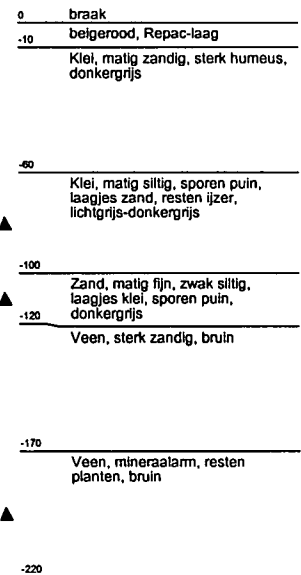 0 braak
-10 beigerood, Repac-laag
Klei, matig zandig, sterk humeus,
donkergrijs
-60
Klei, matig siltig, sporen puin,
laagjes zand, resten ijzer,
lichtgrijs-donkergrijs
-100
Zand, matig fijn, zwak siltig,
laagjes klei, sporen puin,
-120 donkergrijs
Veen, sterk zandig, bruin
-170
Veen, mineraalarm, resten
planten, bruin
-220